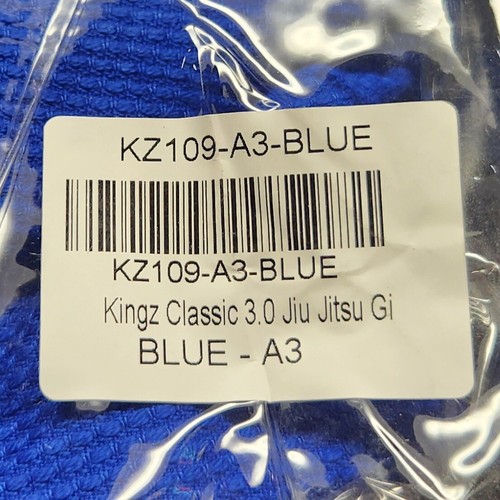 KZ109-A3-BLUE
KZ109-A3-BLUE
Kingz Classic 3.0 Jiu Jitsu Gi
BLUE - A3